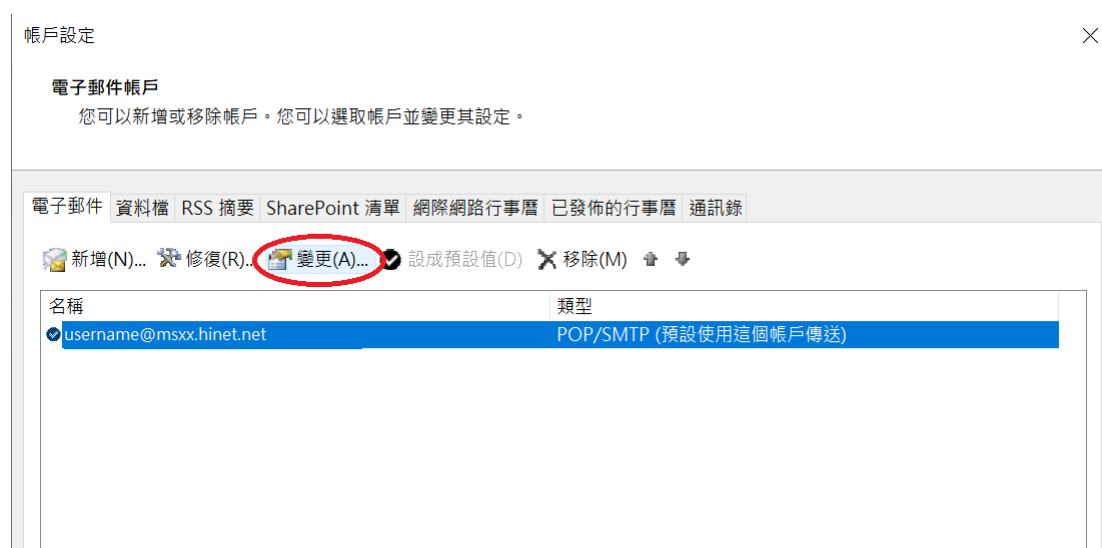 帳戶設定
電子郵件帳戶
您可以新增或移除帳戶。您可以選取帳戶並變更其設定。
電子郵件 資料檔 RSS 摘要 SharePoint 清單 網際網路行事曆 已發佈的行事曆 通訊錄
新增(N)... 修復(R)... 變更(A)... 設成預設值(D) 移除(M)
名稱 類型
username@msxx.hinet.net POP/SMTP (預設使用這個帳戶傳送)